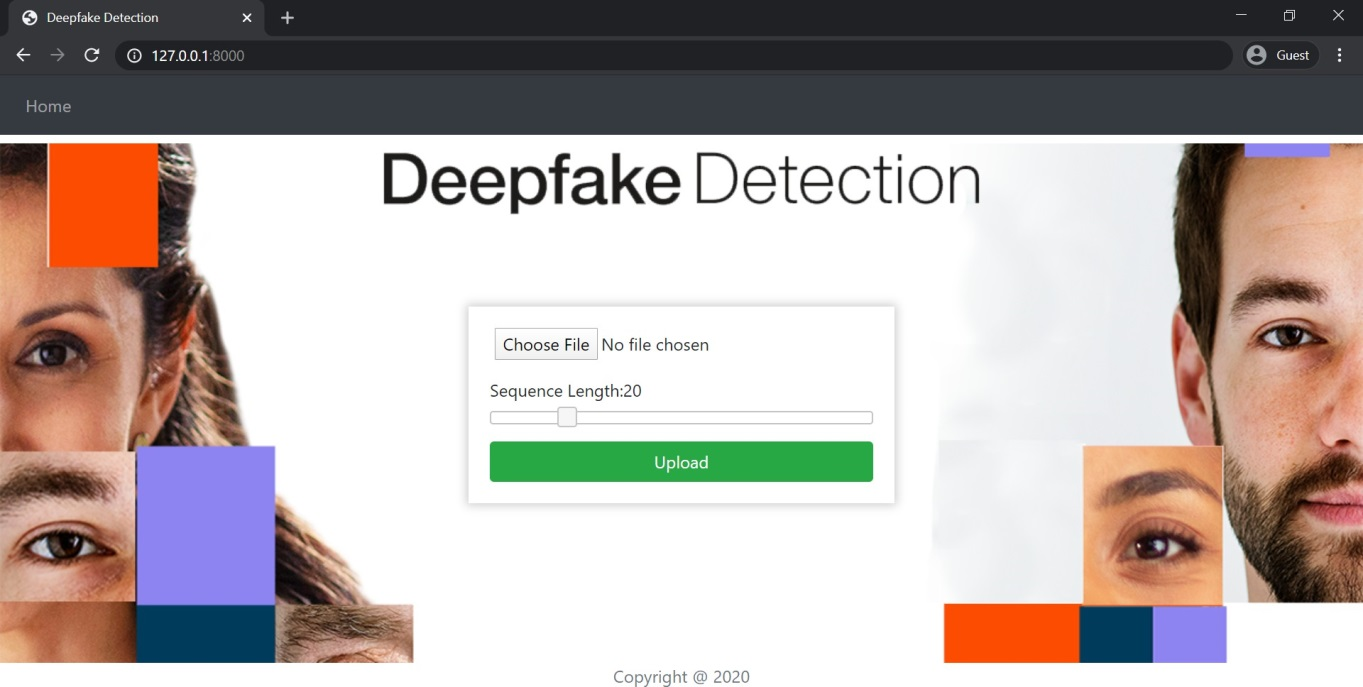 Deepfake Detection
127.0.0.1:8000
Guest
Home
Deepfake Detection
Choose File No file chosen
Sequence Length:20
Upload
Copyright @ 2020